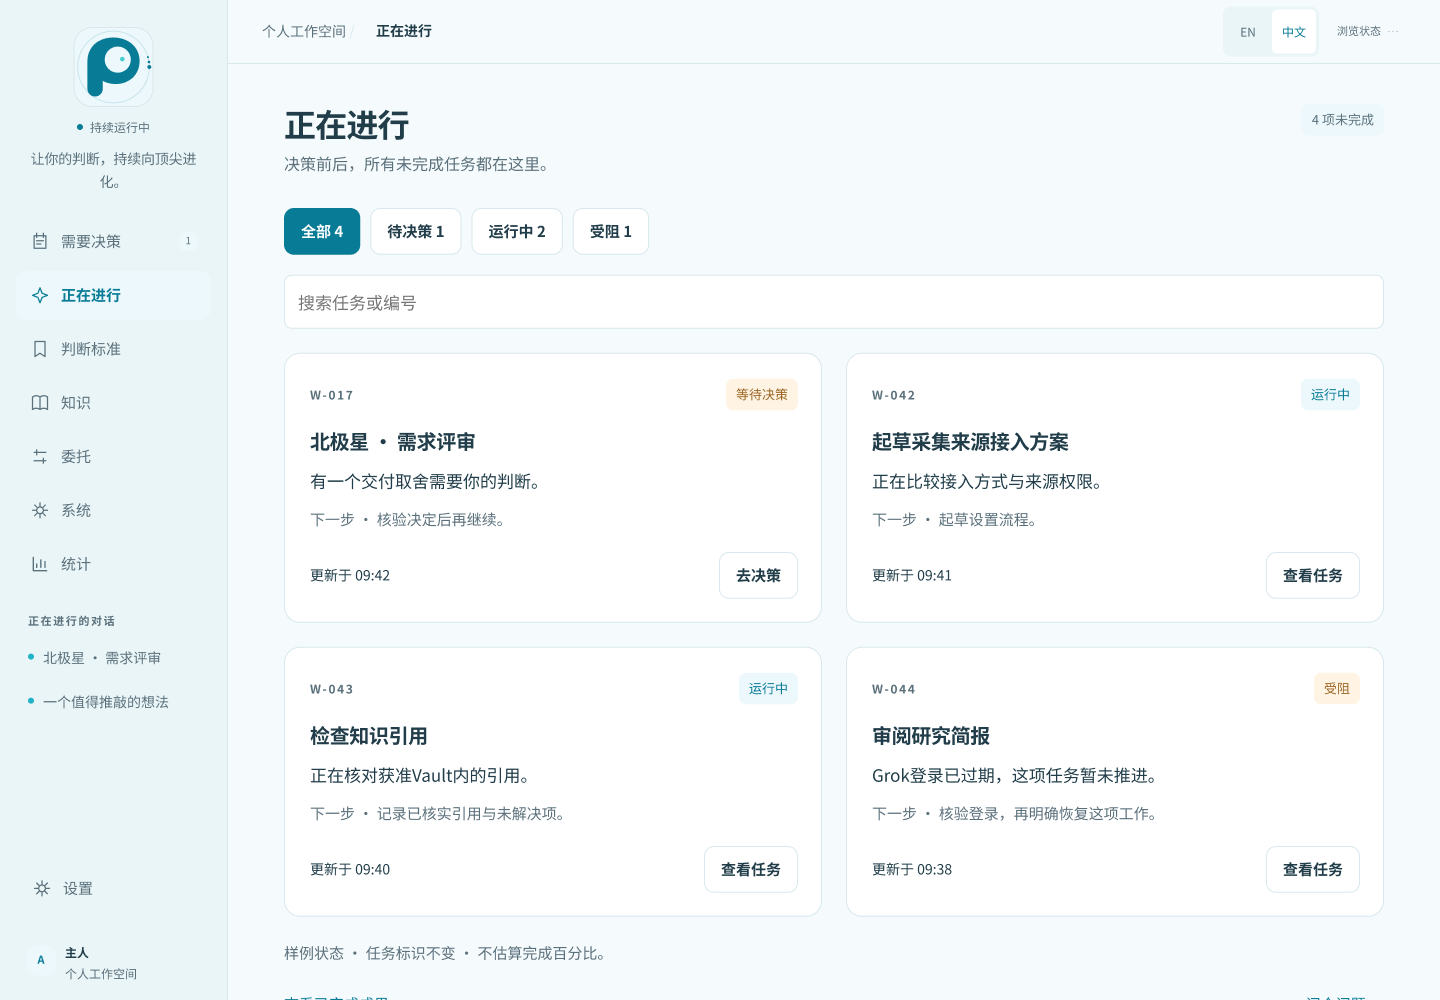 持续运行中
让你的判断，持续向顶尖进
化。
需要决策 1
正在进行
判断标准
知识
委托
系统
统计
正在进行的对话
北极星 · 需求评审
一个值得推敲的想法
设置
A
主人
个人工作空间
个人工作空间 / 正在进行
EN 中文 浏览状态 ···
正在进行
4 项未完成
决策前后，所有未完成任务都在这里。
全部 4 待决策 1 运行中 2 受阻 1
搜索任务或编号
W-017 等待决策
北极星 · 需求评审
有一个交付取舍需要你的判断。
下一步 · 核验决定后再继续。
更新于 09:42 去决策
W-042 运行中
起草采集来源接入方案
正在比较接入方式与来源权限。
下一步 · 起草设置流程。
更新于 09:41 查看任务
W-043 运行中
检查知识引用
正在核对获准Vault内的引用。
下一步 · 记录已核实引用与未解决项。
更新于 09:40 查看任务
W-044 受阻
审阅研究简报
Grok登录已过期，这项任务暂未推进。
下一步 · 核验登录，再明确恢复这项工作。
更新于 09:38 查看任务
样例状态 · 任务标识不变 · 不估算完成百分比。